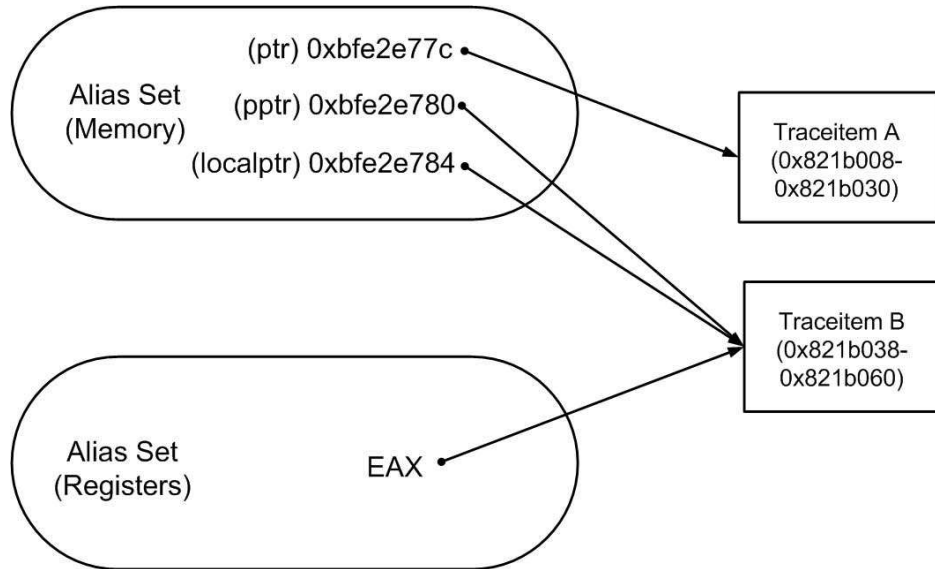 (ptr) 0xbfe2e77c
Alias Set
(Memory)
(pptr) 0xbfe2e780
(localptr) 0xbfe2e784
Traceitem A
(0x821b008-
0x821b030)
Traceitem B
(0x821b038-
0x821b060)
Alias Set
(Registers)
EAX